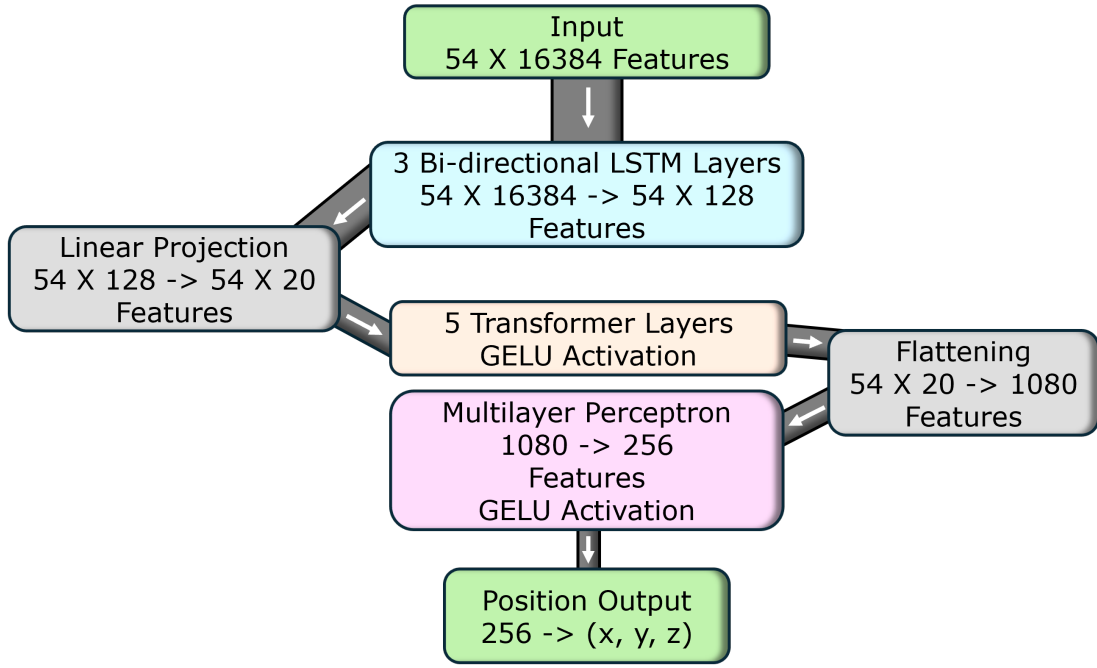 Input
54 X 16384 Features
3 Bi-directional LSTM Layers
54 X 16384 -> 54 X 128
Features
Linear Projection
54 X 128 -> 54 X 20
Features
5 Transformer Layers
GELU Activation
Flattening
54 X 20 -> 1080
Features
Multilayer Perceptron
1080 -> 256
Features
GELU Activation
Position Output
256 -> (x, y, z)